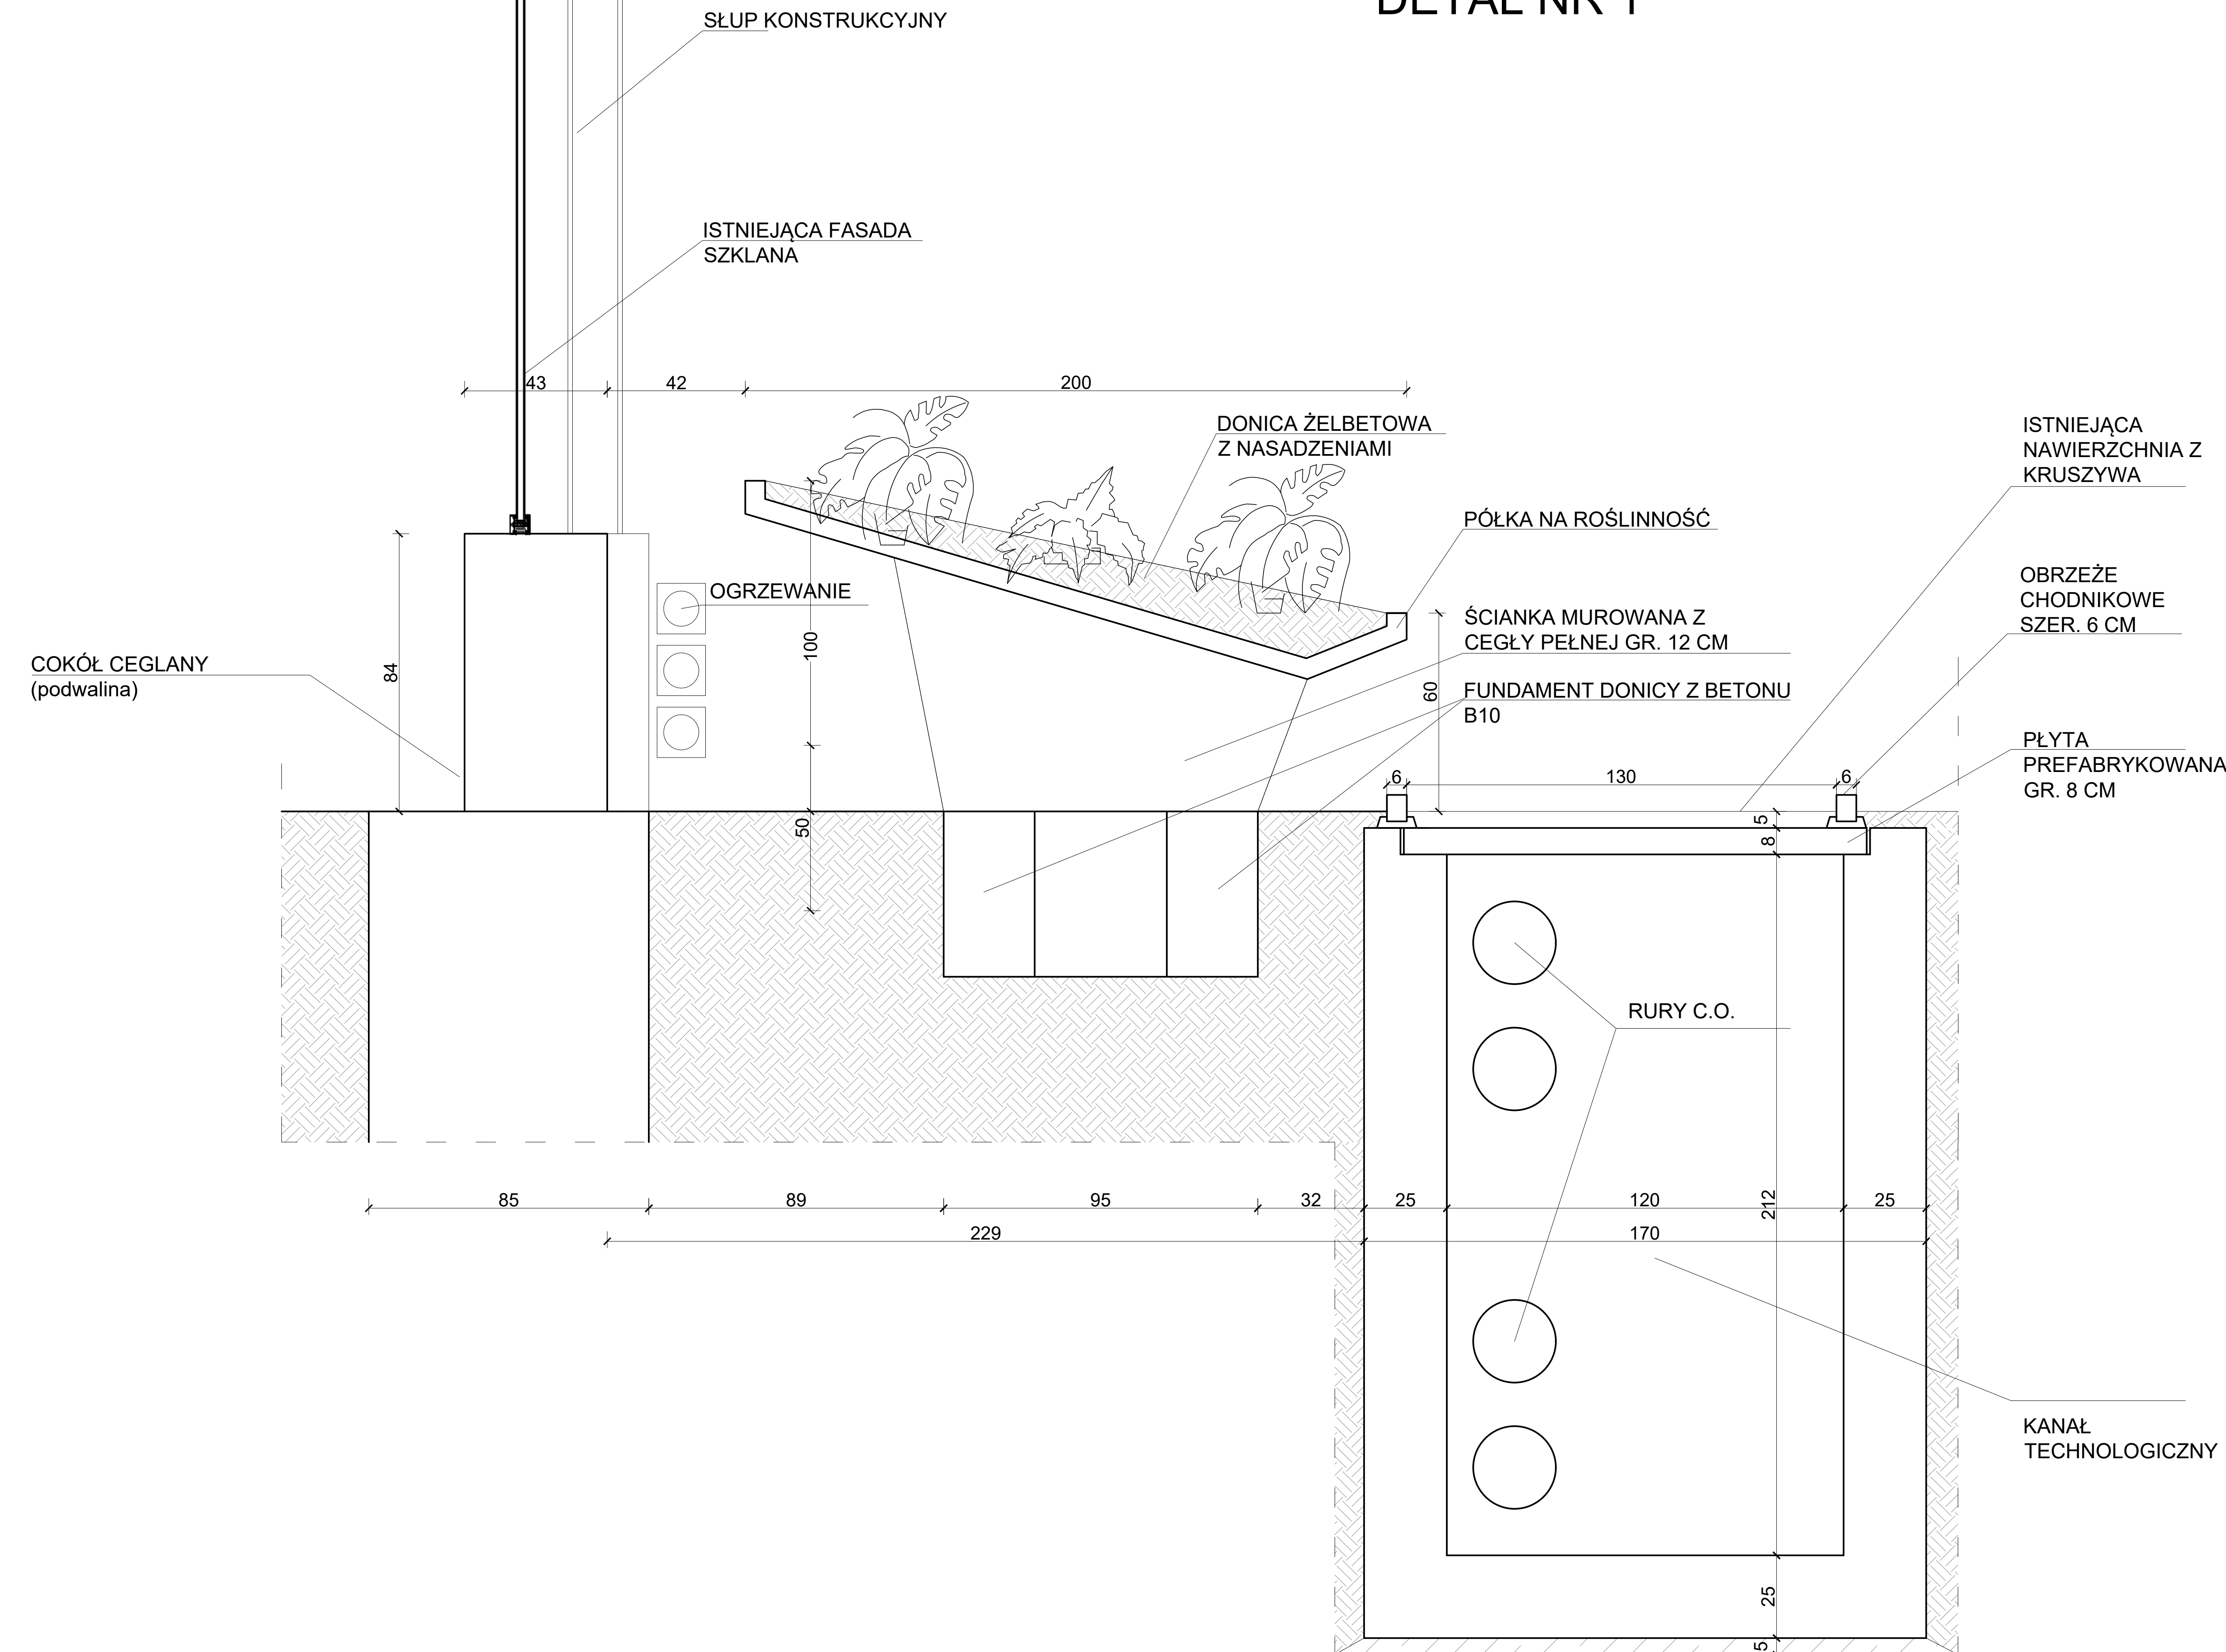 DETAL NR 1
SŁUP KONSTRUKCYJNY
ISTNIEJĄCA FASADA
SZKLANA
43
42
200
DONICA ŻELBETOWA
Z NASADZENIAMI
ISTNIEJĄCA
NAWIERZCHNIA Z
KRUSZYWA
PÓŁKA NA ROŚLINNOŚĆ
OBRZEŻE
CHODNIKOWE
SZER. 6 CM
OGRZEWANIE
100
ŚCIANKA MUROWANA Z
CEGŁY PEŁNEJ GR. 12 CM
COKÓŁ CEGLANY
(podwalina)
84
60
FUNDAMENT DONICY Z BETONU
B10
PŁYTA
PREFABRYKOWANA
GR. 8 CM
6
130
6
50
5
8
RURY C.O.
85
89
95
32
25
120
25
212
229
170
KANAŁ
TECHNOLOGICZNY
25
5